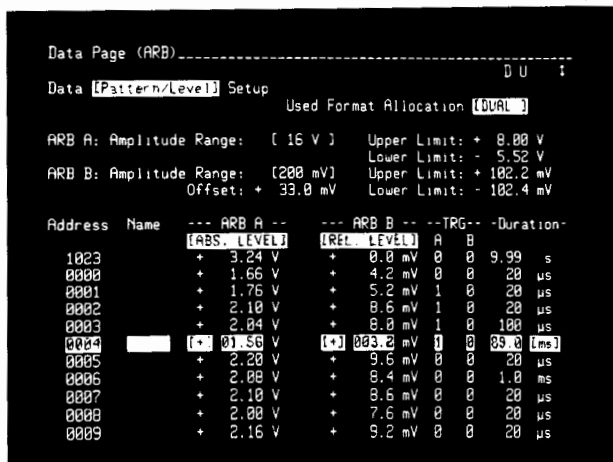 Data Page (ARB)
D U ↕
Data [Pattern/Level] Setup
Used Format Allocation [DUAL ]
ARB A: Amplitude Range: [ 16 V ] Upper Limit: + 8.00 V
Lower Limit: - 5.52 V
ARB B: Amplitude Range: [200 mV] Upper Limit: + 102.2 mV
Offset: + 33.0 mV Lower Limit: - 102.4 mV
Address Name --- ARB A -- --- ARB B -- --TRG-- -Duration-
[ABS. LEVEL] [REL. LEVEL] A B
1023 + 3.24 V + 0.0 mV 0 0 9.99 s
0000 + 1.66 V + 4.2 mV 0 0 20 µs
0001 + 1.76 V + 5.2 mV 1 0 20 µs
0002 + 2.10 V + 8.6 mV 1 0 20 µs
0003 + 2.04 V + 8.0 mV 1 0 100 µs
0004 [+] 01.56 V [+] 003.2 mV 1 0 89.0 [ms]
0005 + 2.20 V + 9.6 mV 0 0 20 µs
0006 + 2.08 V + 8.4 mV 0 0 1.0 ms
0007 + 2.10 V + 8.6 mV 0 0 20 µs
0008 + 2.00 V + 7.6 mV 0 0 20 µs
0009 + 2.16 V + 9.2 mV 0 0 20 µs